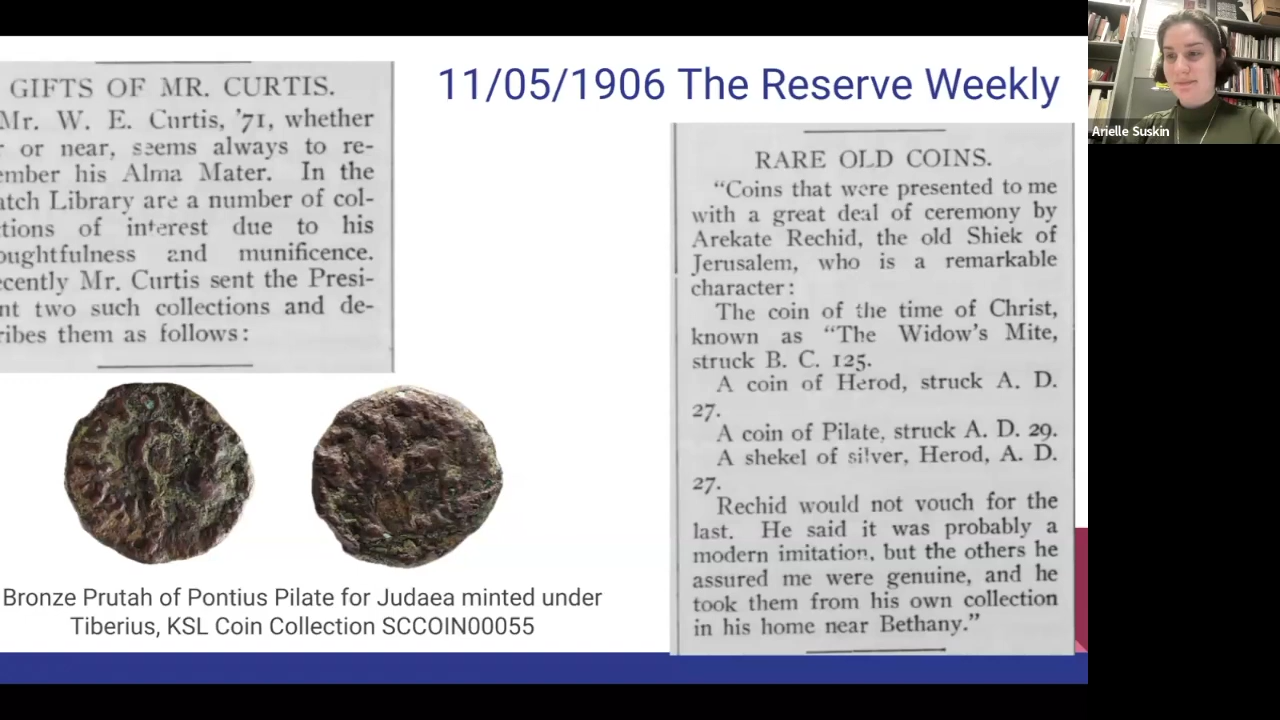 11/05/1906 The Reserve Weekly
GIFTS OF MR. CURTIS.
Mr. W. E. Curtis, '71, whether
or near, seems always to re-
ember his Alma Mater. In the
atch Library are a number of col-
tions of interest due to his
oughtfulness and munificence.
ecently Mr. Curtis sent the Presi-
nt two such collections and de-
ribes them as follows:
Bronze Prutah of Pontius Pilate for Judaea minted under
Tiberius, KSL Coin Collection SCCOIN00055
RARE OLD COINS.
“Coins that were presented to me
with a great deal of ceremony by
Arekate Rechid, the old Shiek of
Jerusalem, who is a remarkable
character:
The coin of the time of Christ,
known as “The Widow's Mite,
struck B. C. 125.
A coin of Herod, struck A. D.
27.
A coin of Pilate, struck A. D. 29.
A shekel of silver, Herod, A. D.
27.
Rechid would not vouch for the
last. He said it was probably a
modern imitation, but the others he
assured me were genuine, and he
took them from his own collection
in his home near Bethany.”
Arielle Suskin